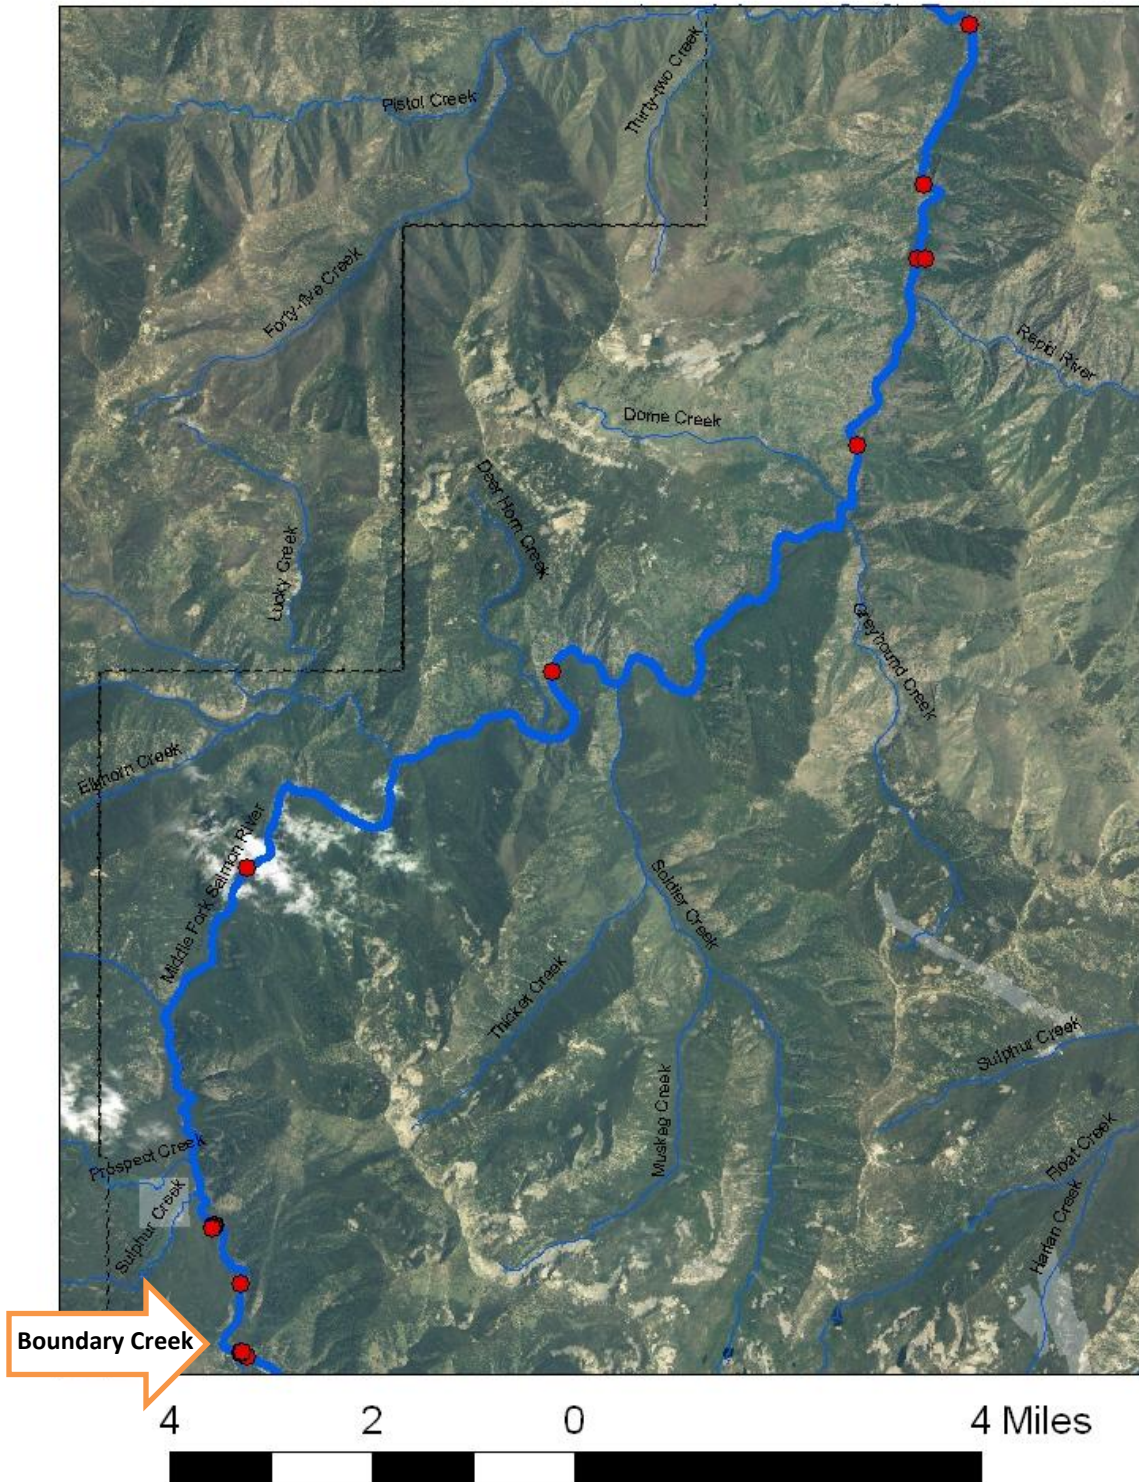 Thirty-two Creek
Pistol Creek
Forty-five Creek
Rapid River
Dome Creek
Deer Horn Creek
Lucky Creek
Greyhound Creek
Elkhorn Creek
Middle Fork Salmon River
Soldier Creek
Thicket Creek
Sulphur Creek
Muskeg Creek
Float Creek
Prospect Creek
Sulphur Creek
Harlan Creek
Boundary Creek
4 2 0 4 Miles